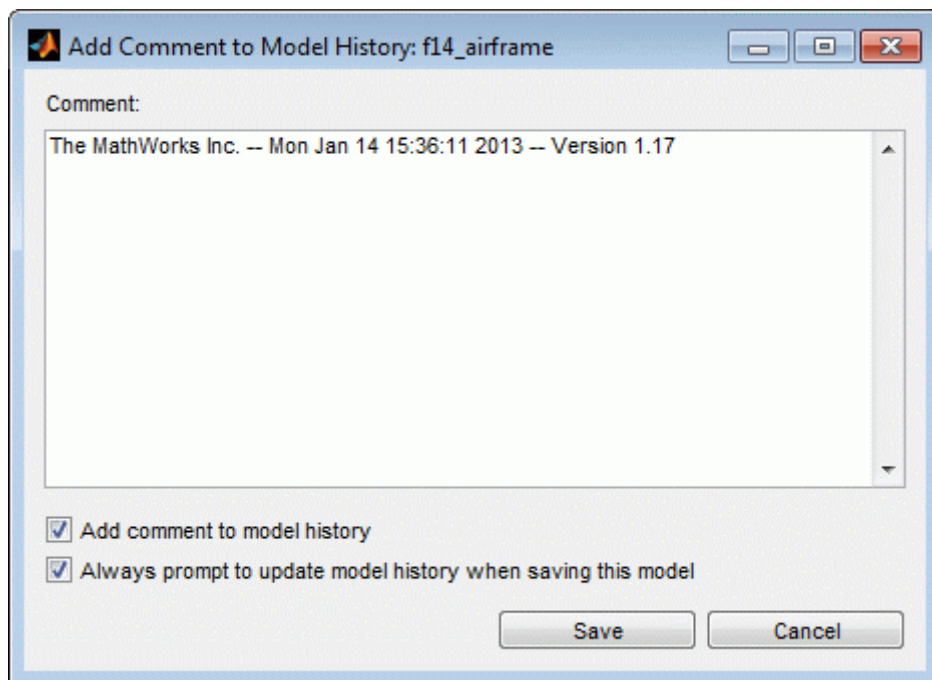 Add Comment to Model History: f14_airframe
Comment:
The MathWorks Inc. -- Mon Jan 14 15:36:11 2013 -- Version 1.17
Add comment to model history
Always prompt to update model history when saving this model
Save Cancel